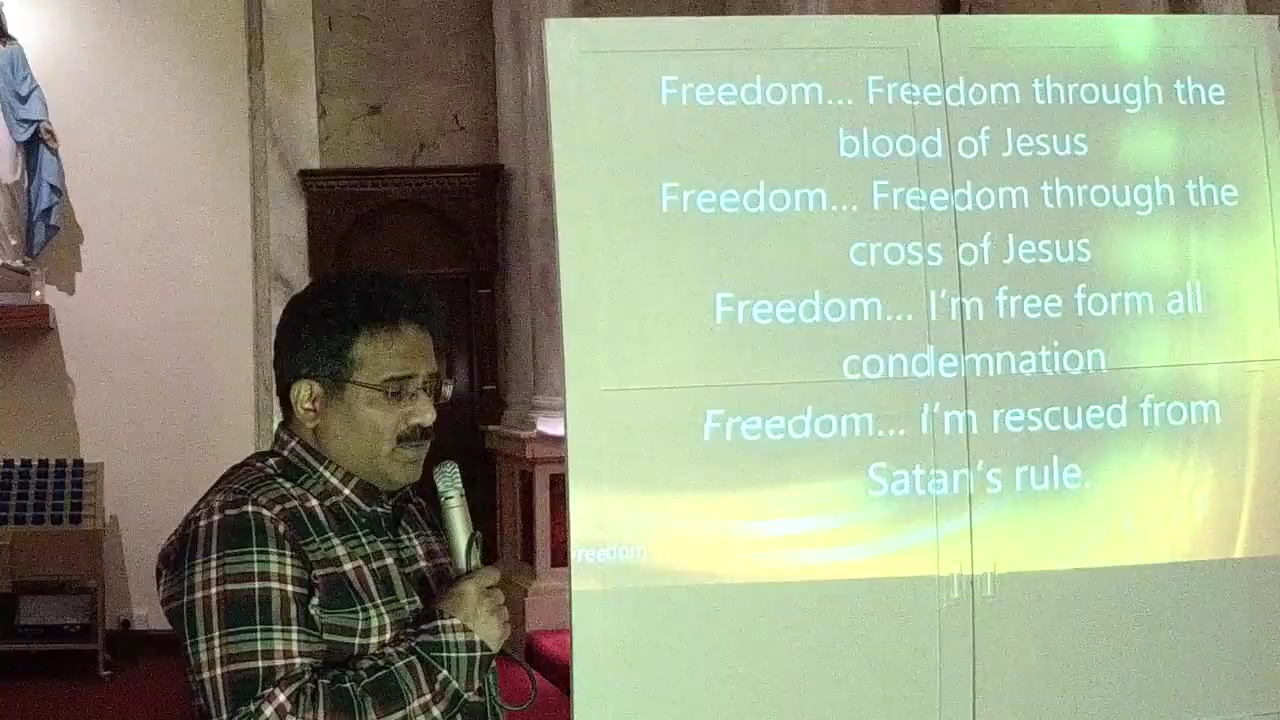 Freedom... Freedom through the
blood of Jesus
Freedom... Freedom through the
cross of Jesus
Freedom... I'm free form all
condemnation
Freedom... I'm rescued from
Satan's rule.
Freedom